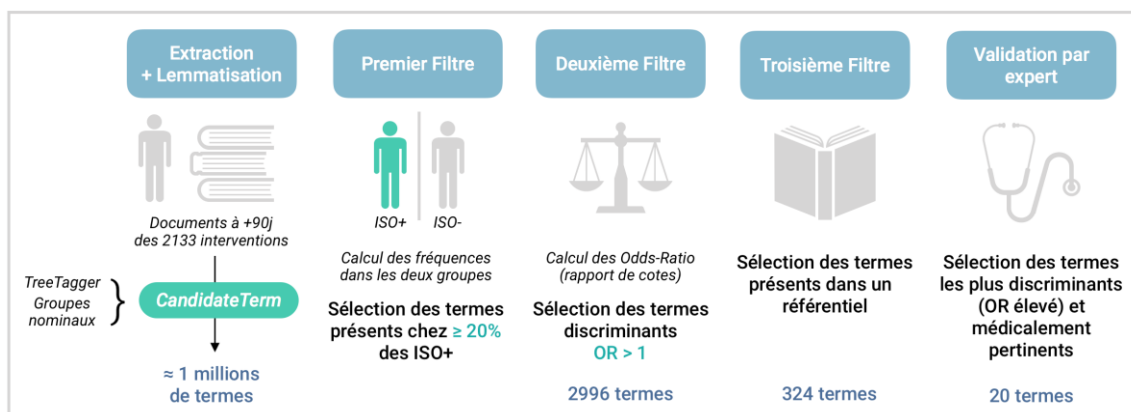 Extraction
+ Lemmatisation
Documents à +90j
des 2133 interventions
TreeTagger
Groupes
nominaux
CandidateTerm
≈ 1 millions
de termes
Premier Filtre
ISO+
ISO-
Calcul des fréquences
dans les deux groupes
Sélection des termes
présents chez ≥ 20%
des ISO+
Deuxième Filtre
Calcul des Odds-Ratio
(rapport de cotes)
Sélection des termes
discriminants
OR > 1
2996 termes
Troisième Filtre
Sélection des termes
présents dans un
référentiel
324 termes
Validation par
expert
Sélection des termes
les plus discriminants
(OR élevé) et
médicalement
pertinents
20 termes